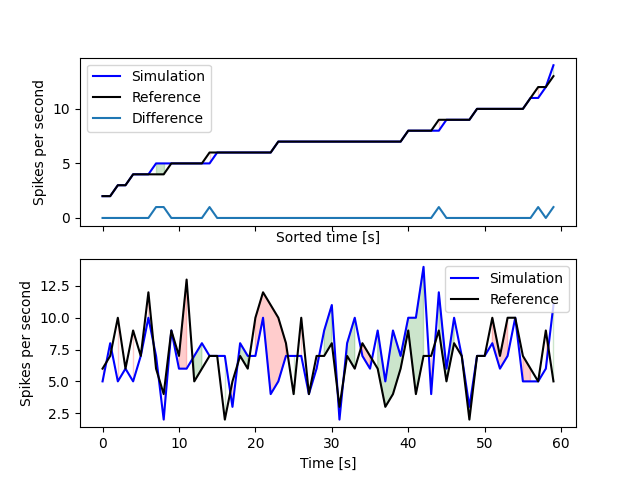 Simulation
Reference
Difference
Spikes per second
10
5
0
Sorted time [s]
Simulation
Reference
Spikes per second
12.5
10.0
7.5
5.0
2.5
0 10 20 30 40 50 60
Time [s]